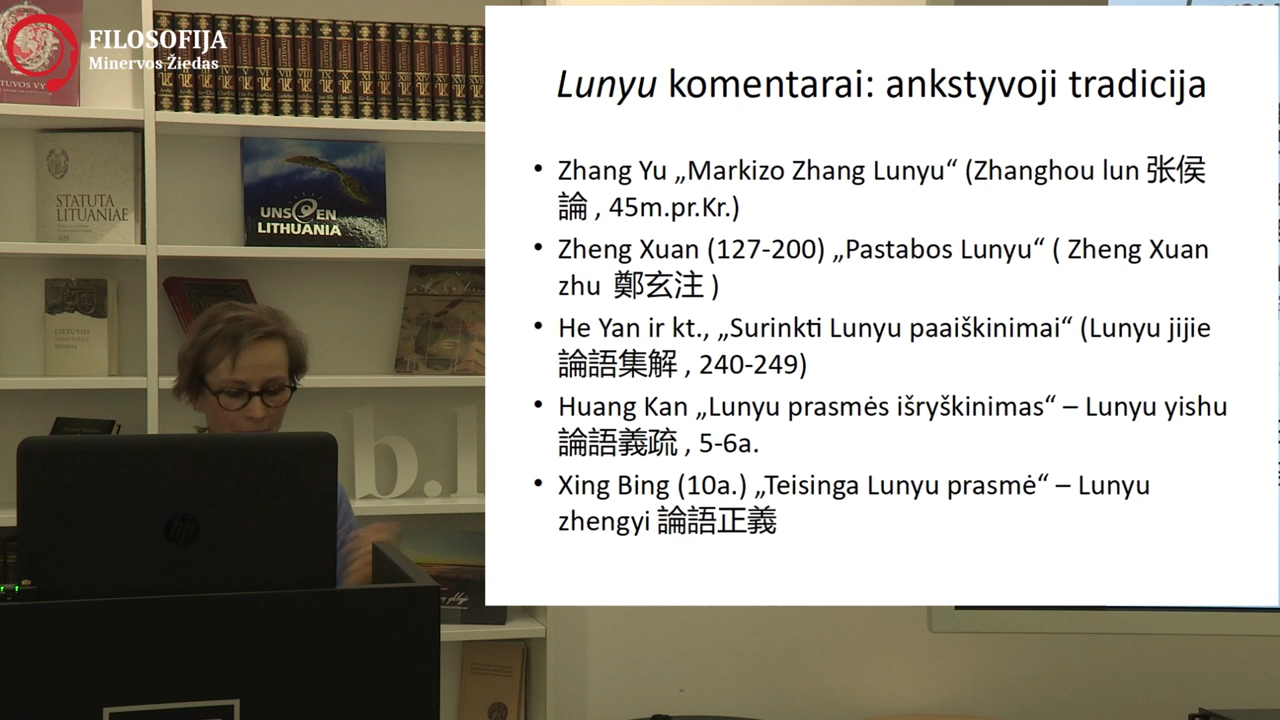 FILOSOFIJA
Minervos Žiedas
STATUTA
LITUANIAE
UNSEEN
LITHUANIA
LIETUVOS
b.l
hp
Lunyu komentarai: ankstyvoji tradicija
• Zhang Yu „Markizo Zhang Lunyu“ (Zhanghou lun 张侯
論 , 45m.pr.Kr.)
• Zheng Xuan (127-200) „Pastabos Lunyu“ ( Zheng Xuan
zhu 鄭玄注 )
• He Yan ir kt., „Surinkti Lunyu paaiškinimai“ (Lunyu jijie
論語集解 , 240-249)
• Huang Kan „Lunyu prasmės išryškinimas“ – Lunyu yishu
論語義疏 , 5-6a.
• Xing Bing (10a.) „Teisinga Lunyu prasmė“ – Lunyu
zhengyi 論語正義